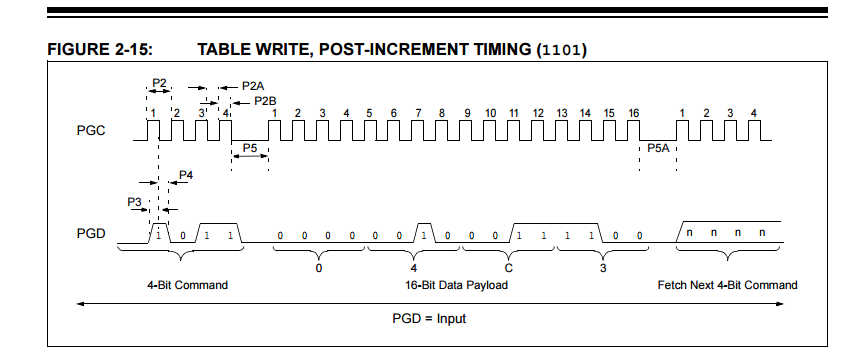 FIGURE 2-15: TABLE WRITE, POST-INCREMENT TIMING (1101)
P2 P2A
P2B
1 2 3 4 1 2 3 4 5 6 7 8 9 10 11 12 13 14 15 16 1 2 3 4
PGC
P5 P5A
P4
P3
PGD 1 0 1 1 0 0 0 0 0 0 1 0 0 0 1 1 1 1 0 0 n n n n
0 4 C 3
4-Bit Command 16-Bit Data Payload Fetch Next 4-Bit Command
PGD = Input